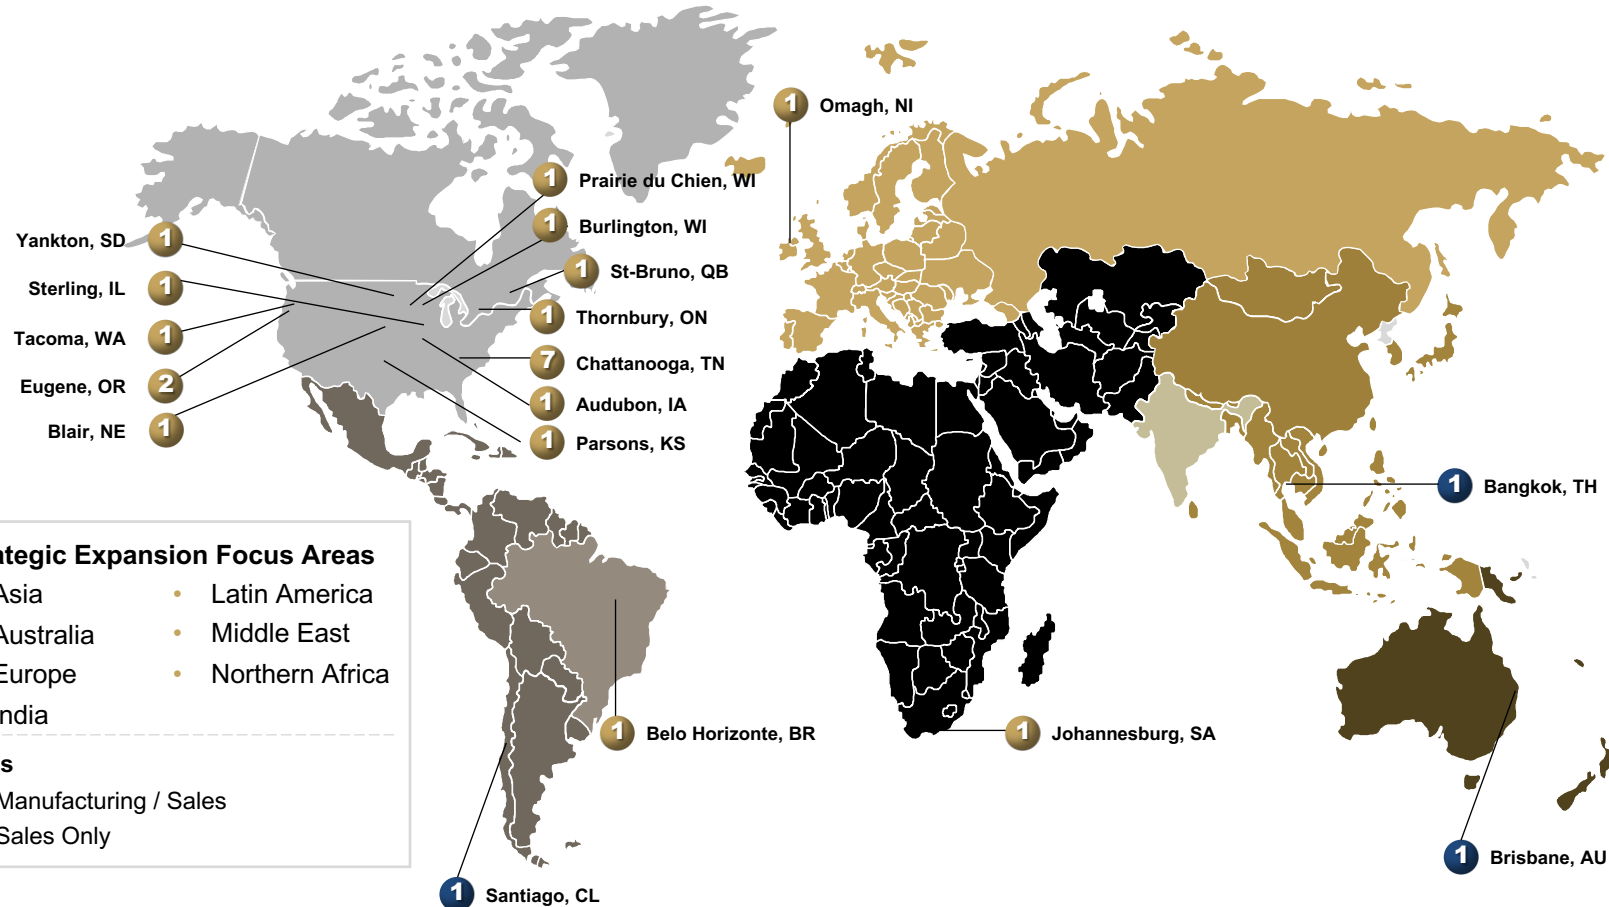 1 Omagh, NI
1 Prairie du Chien, WI
1 Burlington, WI
Yankton, SD 1
1 St-Bruno, QB
Sterling, IL 1
1 Thornbury, ON
Tacoma, WA 1
7 Chattanooga, TN
Eugene, OR 2
1 Audubon, IA
Blair, NE 1
1 Parsons, KS
1 Bangkok, TH
ategic Expansion Focus Areas
Asia • Latin America
Australia • Middle East
Europe • Northern Africa
ndia
s
Manufacturing / Sales
Sales Only
1 Belo Horizonte, BR
1 Johannesburg, SA
1 Brisbane, AU
1 Santiago, CL